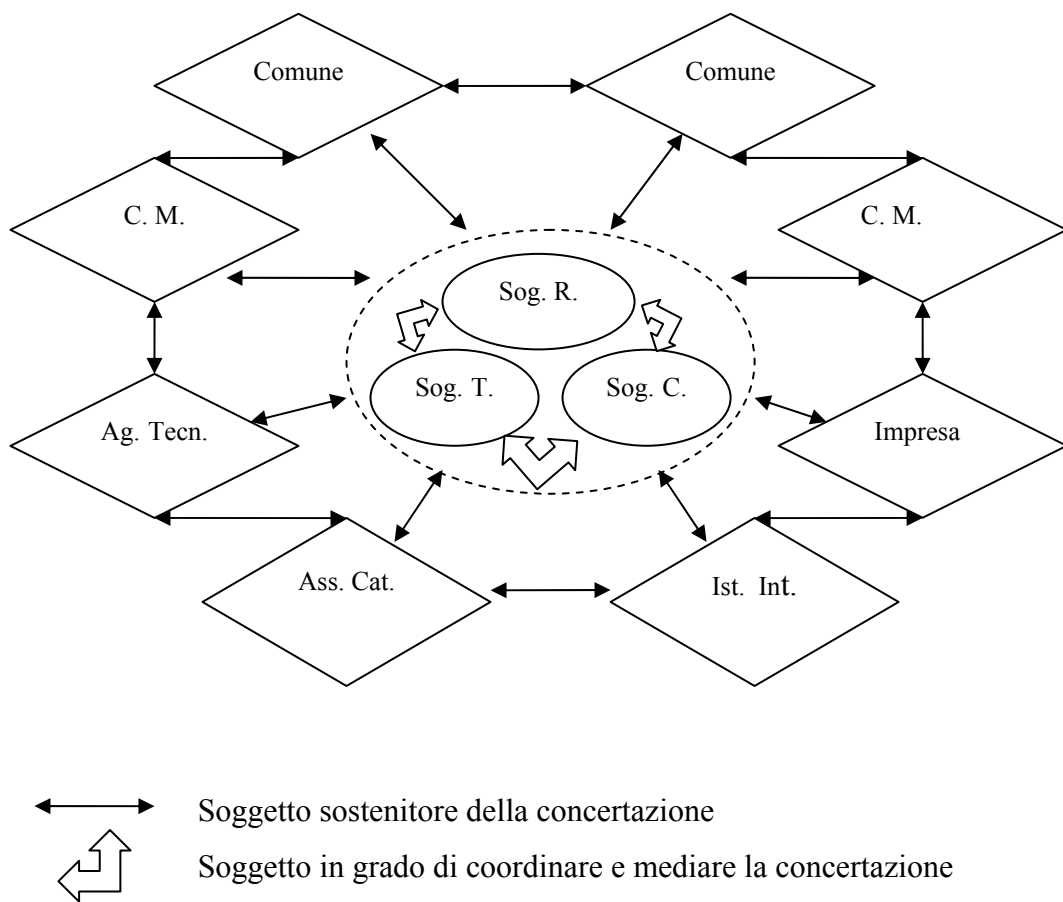 Comune
Comune
C. M.
C. M.
Sog. R.
Sog. T.
Sog. C.
Ag. Tecn.
Impresa
Ass. Cat.
Ist. Int.
Soggetto sostenitore della concertazione
Soggetto in grado di coordinare e mediare la concertazione